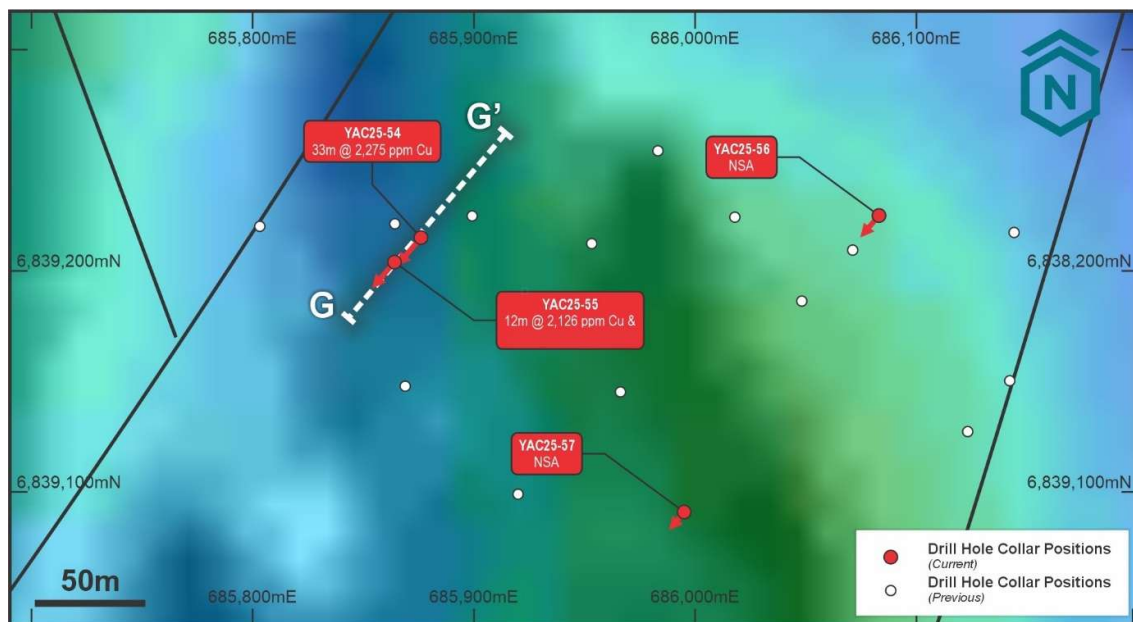 685,800mE
685,900mE
686,000mE
686,100mE
N
G'
YAC25-54
33m @ 2,275 ppm Cu
YAC25-56
NSA
6,839,200mN
6,838,200mN
G
YAC25-55
12m @ 2,126 ppm Cu &
YAC25-57
NSA
6,839,100mN
6,839,100mN
Drill Hole Collar Positions
(Current)
Drill Hole Collar Positions
(Previous)
50m
685,800mE
685,900mE
686,000mE